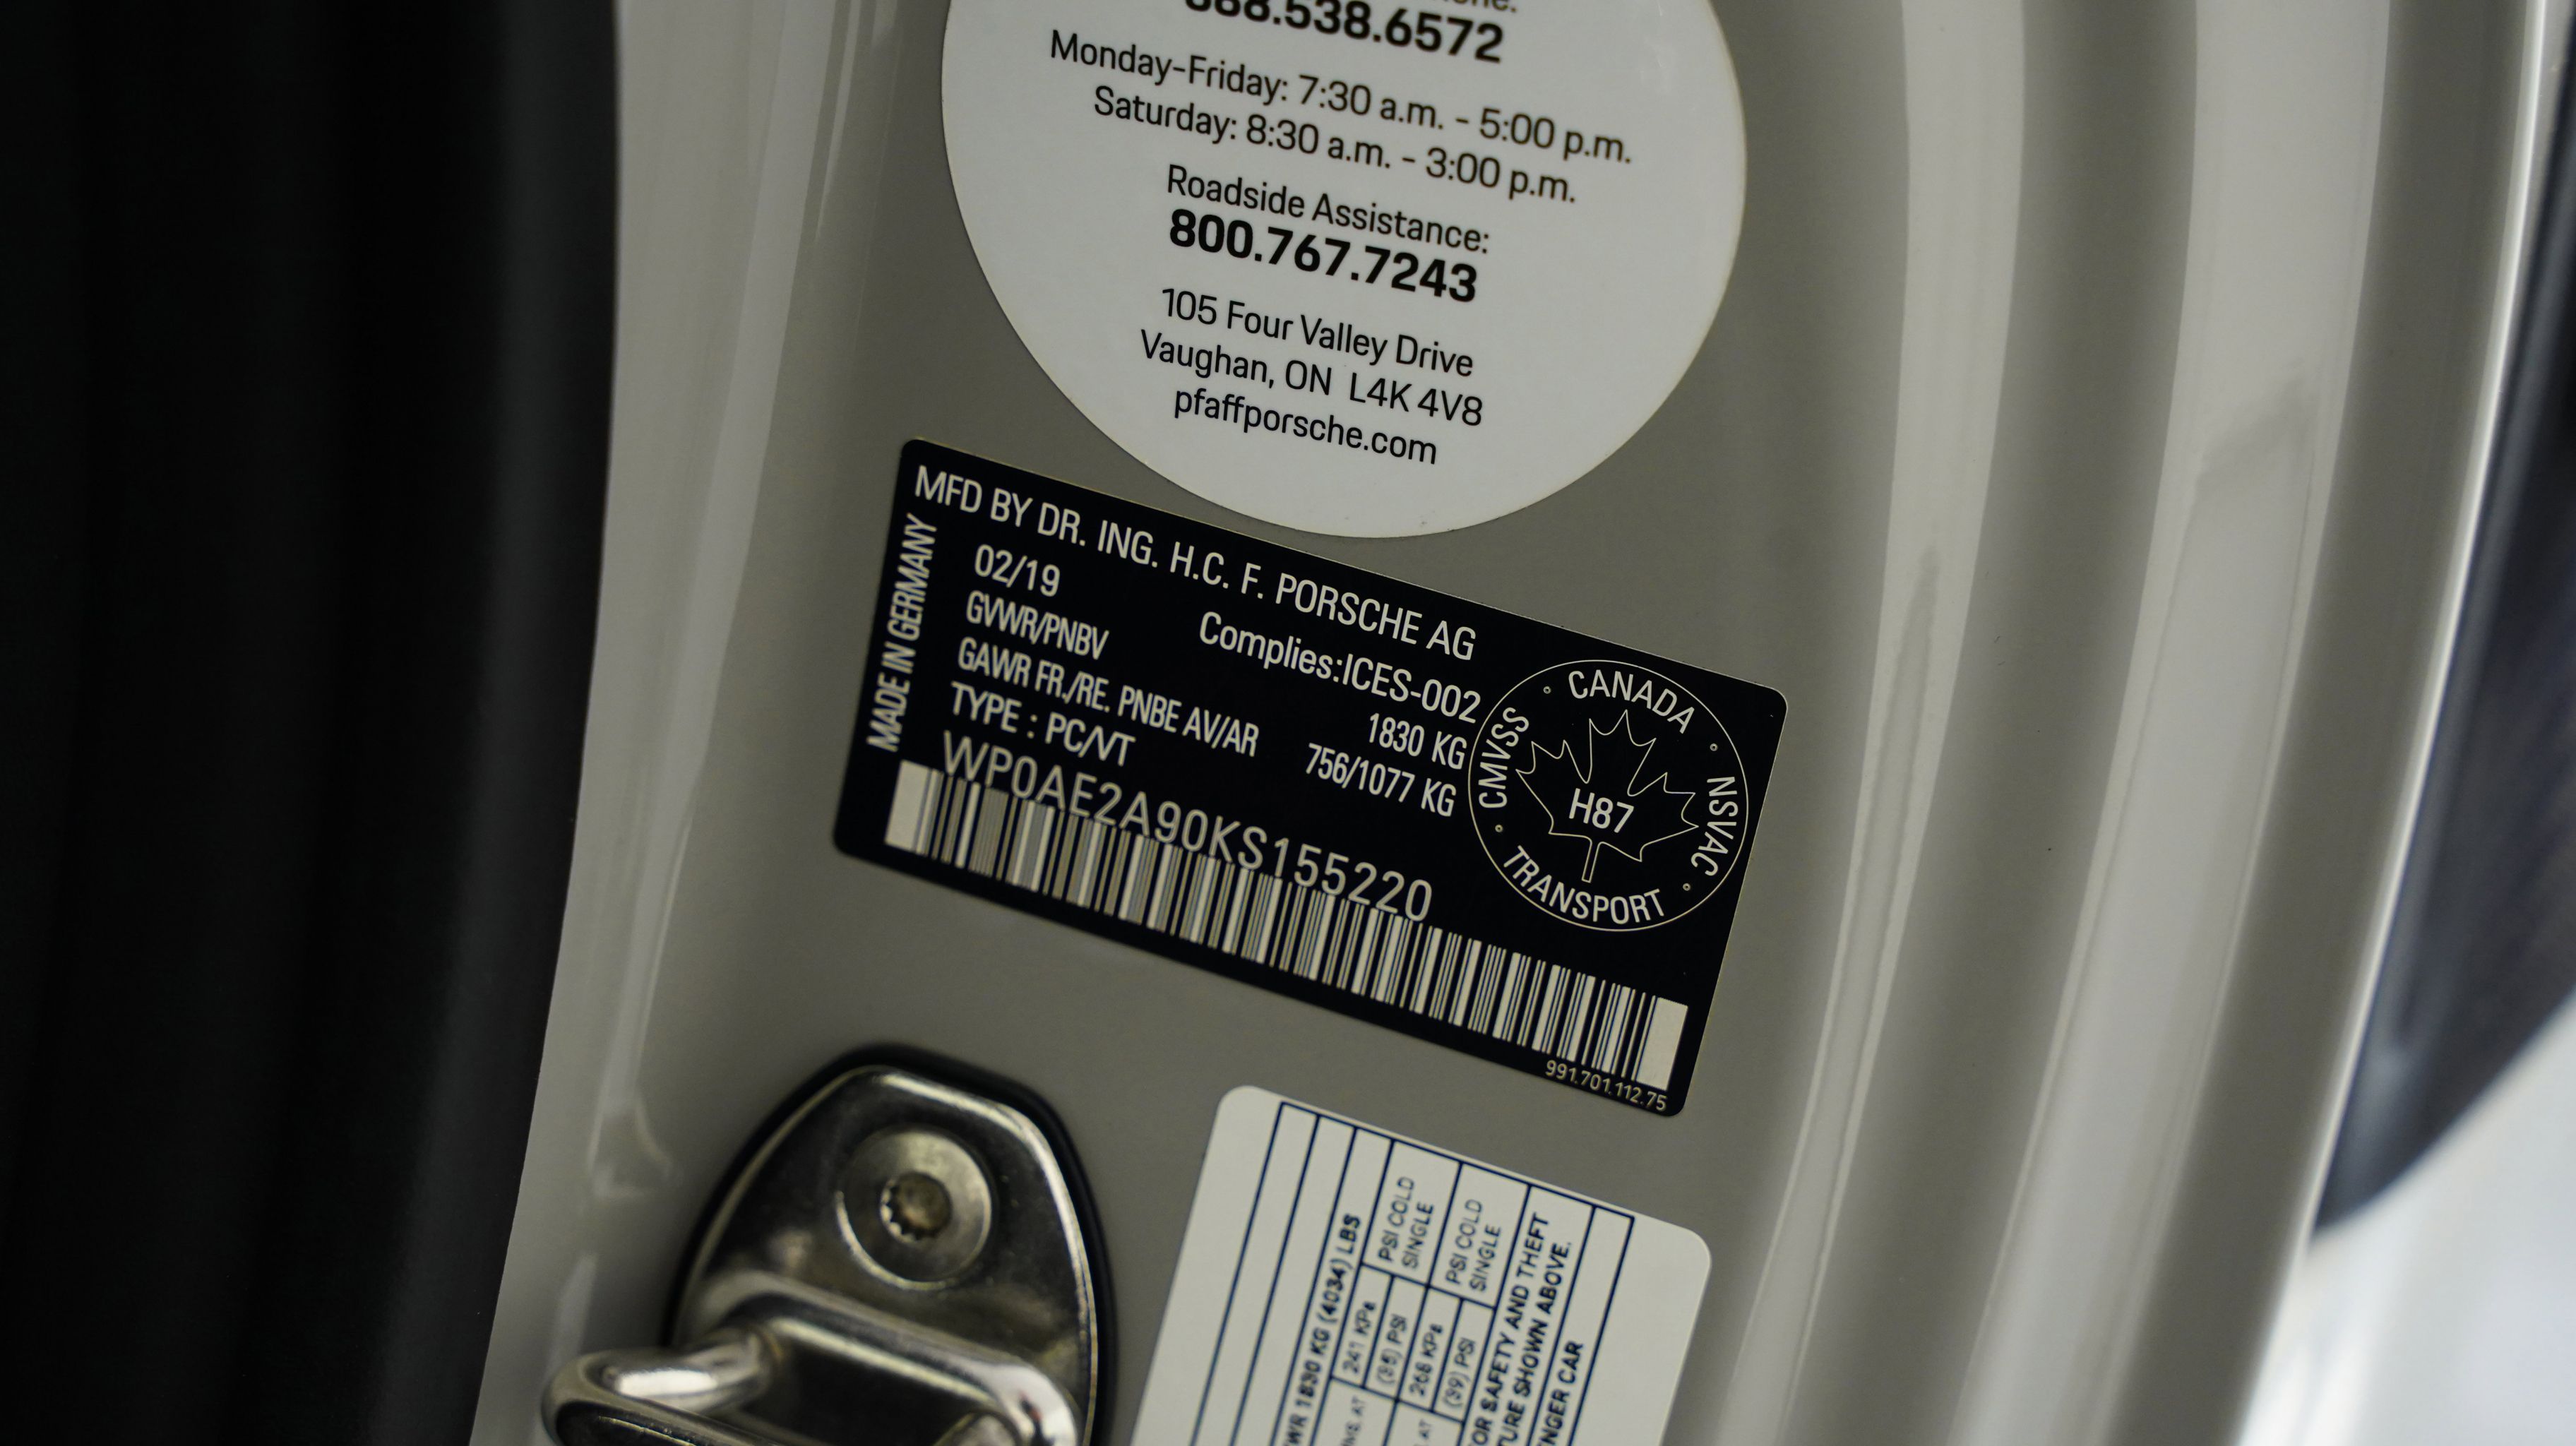 538.6572
Monday-Friday: 7:30 a.m. - 5:00 p.m.
Saturday: 8:30 a.m. - 3:00 p.m.
Roadside Assistance:
800.767.7243
105 Four Valley Drive
Vaughan, ON L4K 4V8
pfaffporsche.com
MFD BY DR. ING. H.C. F. PORSCHE AG
MADE IN GERMANY
02/19
Complies:ICES-002
GVWR/PNBV 1830 KG
GAWR FR./RE. PNBE AV/AR 756/1077 KG
TYPE : PC/VT
WP0AE2A90KS155220
CANADA
CMVSS
NSVAC
TRANSPORT
H87
991.701.112.75
1830 KG (4034) LBS
241 KPa
(35) PSI
PSI COLD
SINGLE
268 KPa
(39) PSI
PSI COLD
SINGLE
SAFETY AND THEFT
SHOWN ABOVE.
CAR